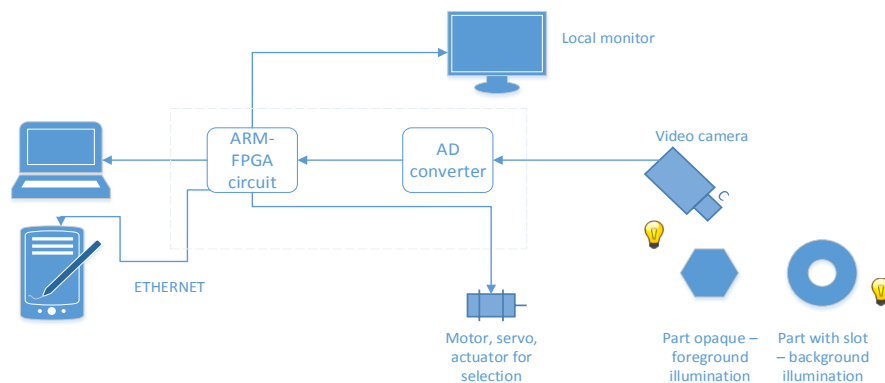 Local monitor
ARM-
FPGA
circuit
AD
converter
Video camera
ETHERNET
Motor, servo,
actuator for
selection
Part opaque –
foreground
illumination
Part with slot
– background
illumination